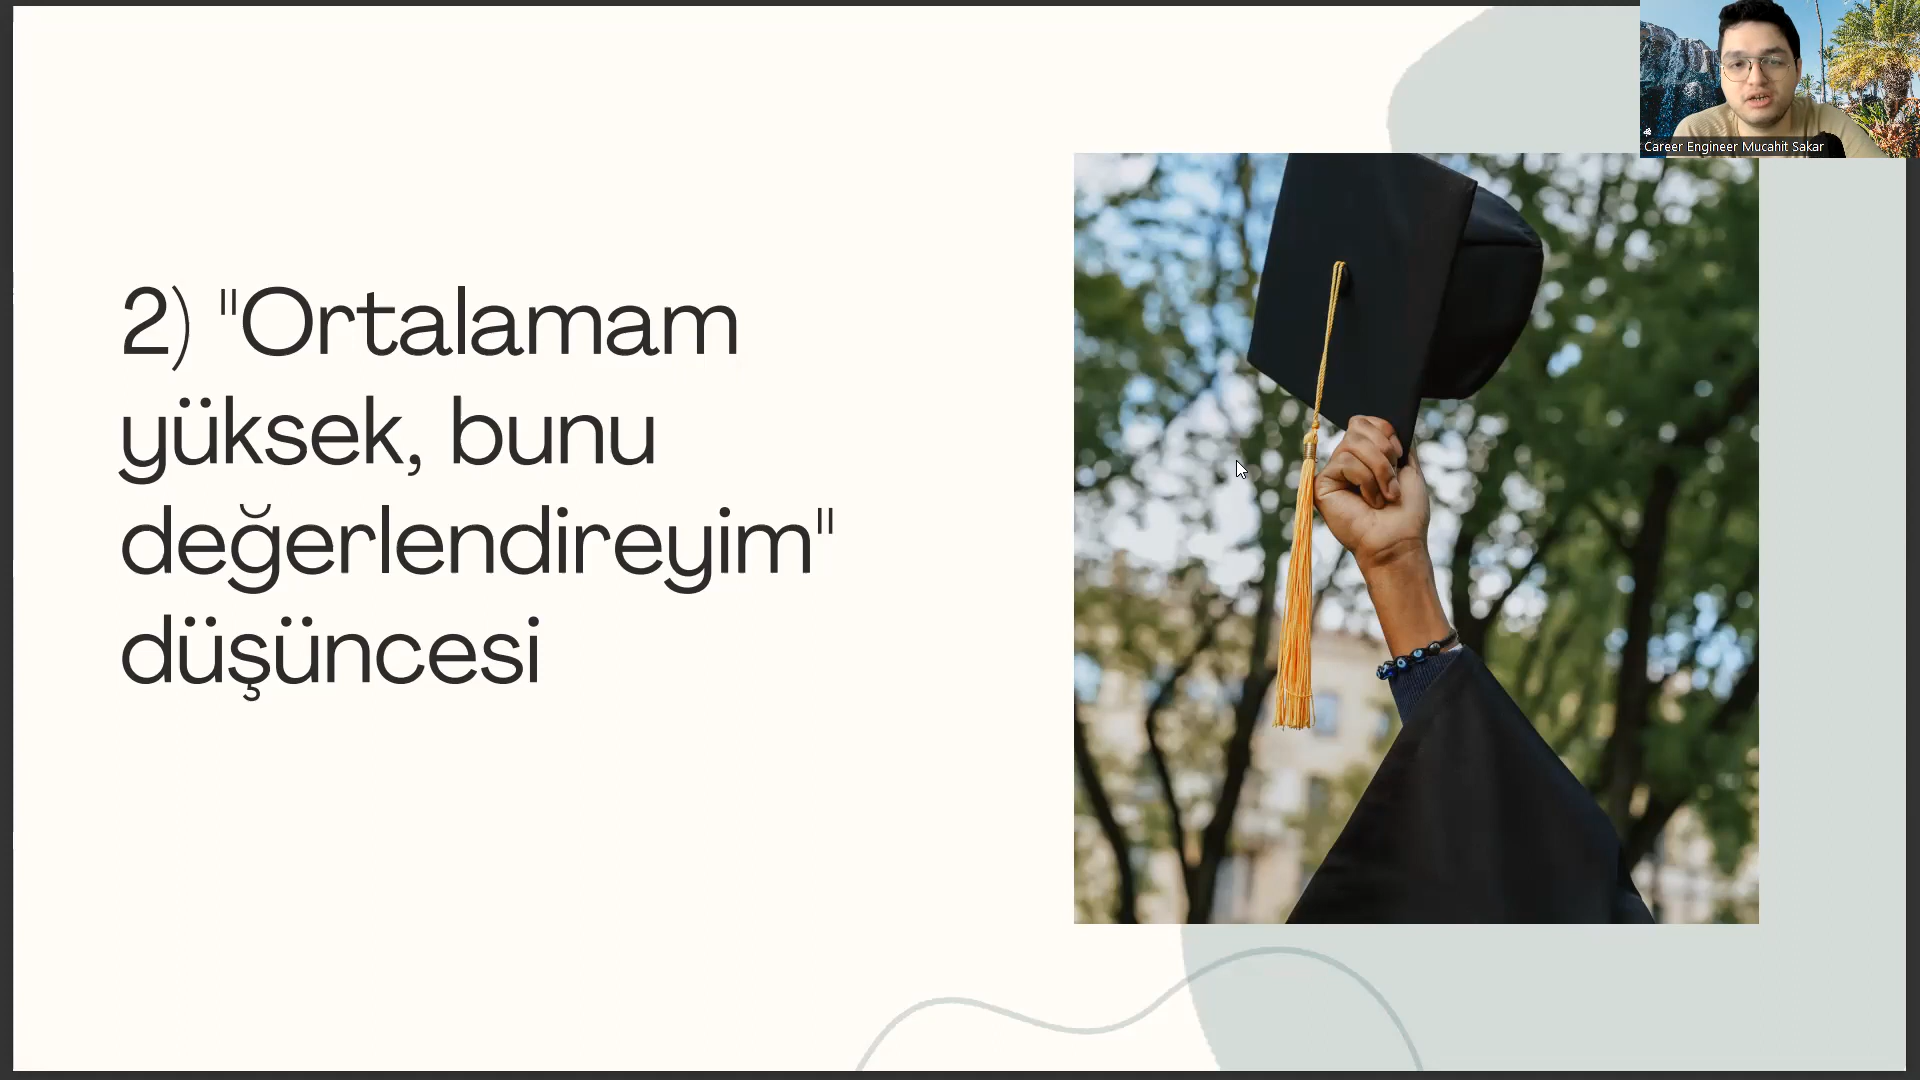 2) "Ortalamam
yüksek, bunu
değerlendireyim"
düşüncesi
Career Engineer Mucahit Sakar